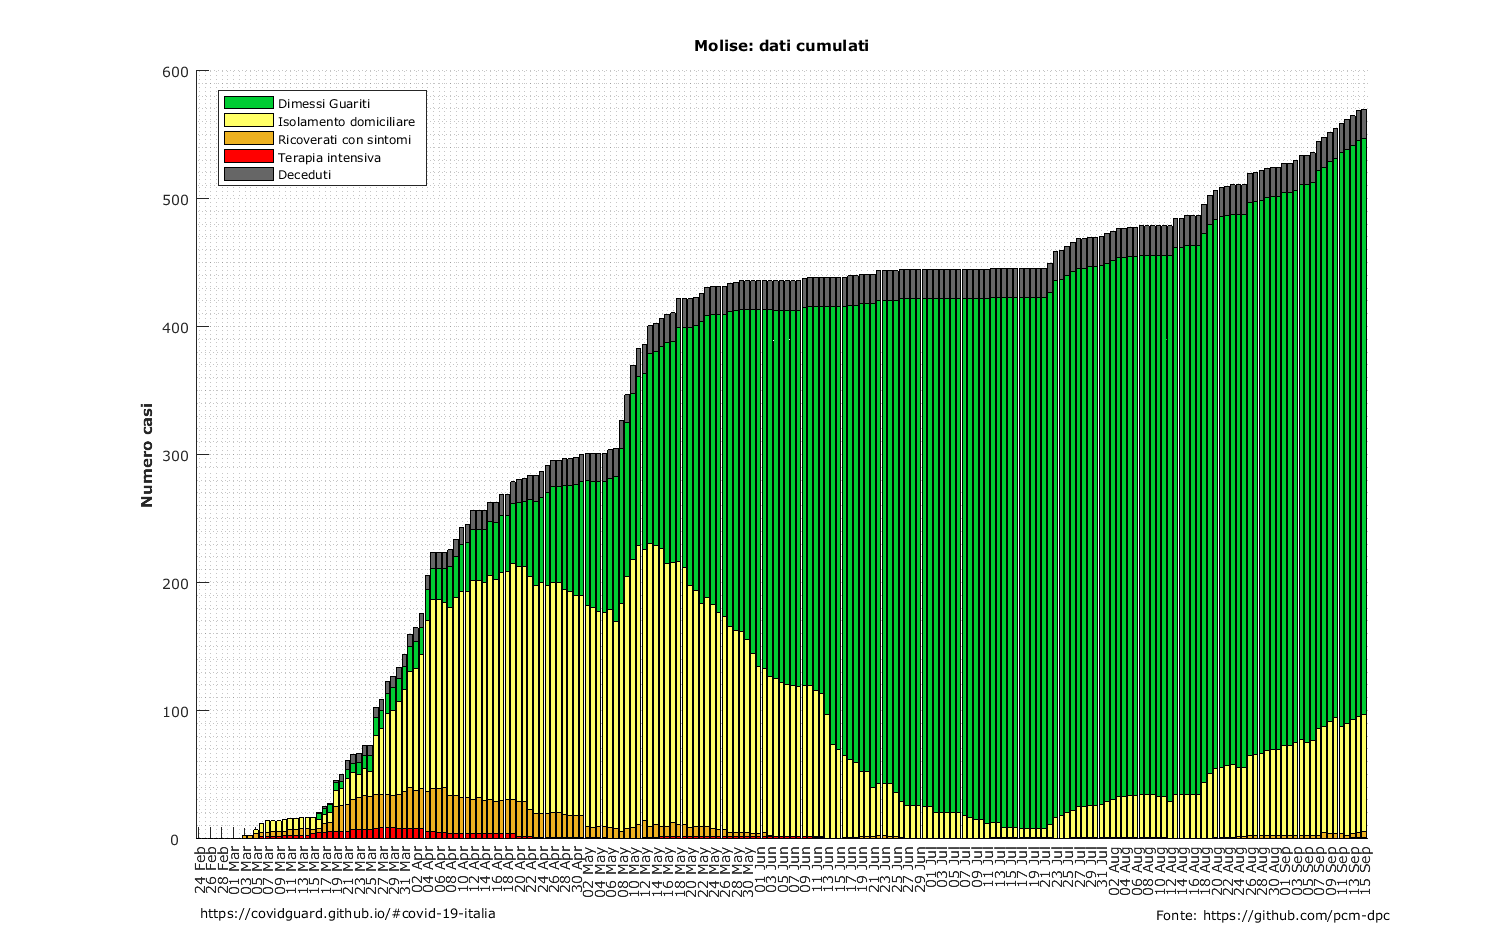 Molise: dati cumulati
600
500
400
300
200
100
0
Numero casi
Dimessi Guariti
Isolamento domiciliare
Ricoverati con sintomi
Terapia intensiva
Deceduti
24 Feb
26 Feb
28 Feb
01 Mar
03 Mar
05 Mar
07 Mar
09 Mar
11 Mar
13 Mar
15 Mar
17 Mar
19 Mar
21 Mar
23 Mar
25 Mar
27 Mar
29 Mar
31 Mar
02 Apr
04 Apr
06 Apr
08 Apr
10 Apr
12 Apr
14 Apr
16 Apr
18 Apr
20 Apr
22 Apr
24 Apr
26 Apr
28 Apr
30 Apr
02 May
04 May
06 May
08 May
10 May
12 May
14 May
16 May
18 May
20 May
22 May
24 May
26 May
28 May
30 May
01 Jun
03 Jun
05 Jun
07 Jun
09 Jun
11 Jun
13 Jun
15 Jun
17 Jun
19 Jun
21 Jun
23 Jun
25 Jun
27 Jun
29 Jun
01 Jul
03 Jul
05 Jul
07 Jul
09 Jul
11 Jul
13 Jul
15 Jul
17 Jul
19 Jul
21 Jul
23 Jul
25 Jul
27 Jul
29 Jul
31 Jul
02 Aug
04 Aug
06 Aug
08 Aug
10 Aug
12 Aug
14 Aug
16 Aug
18 Aug
20 Aug
22 Aug
24 Aug
26 Aug
28 Aug
30 Aug
01 Sep
03 Sep
05 Sep
07 Sep
09 Sep
11 Sep
13 Sep
15 Sep
https://covidguard.github.io/#covid-19-italia
Fonte: https://github.com/pcm-dpc